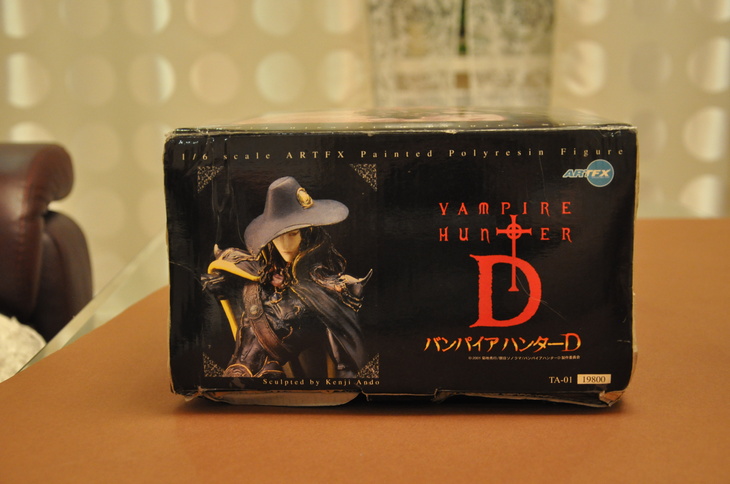 1/6 scale ARTFX Painted Polyresin Figure
ARTFX
VAMPIRE
HUNTER
D
バンパイアハンターD
Sculpted by Kenji Ando
TA-01 19800